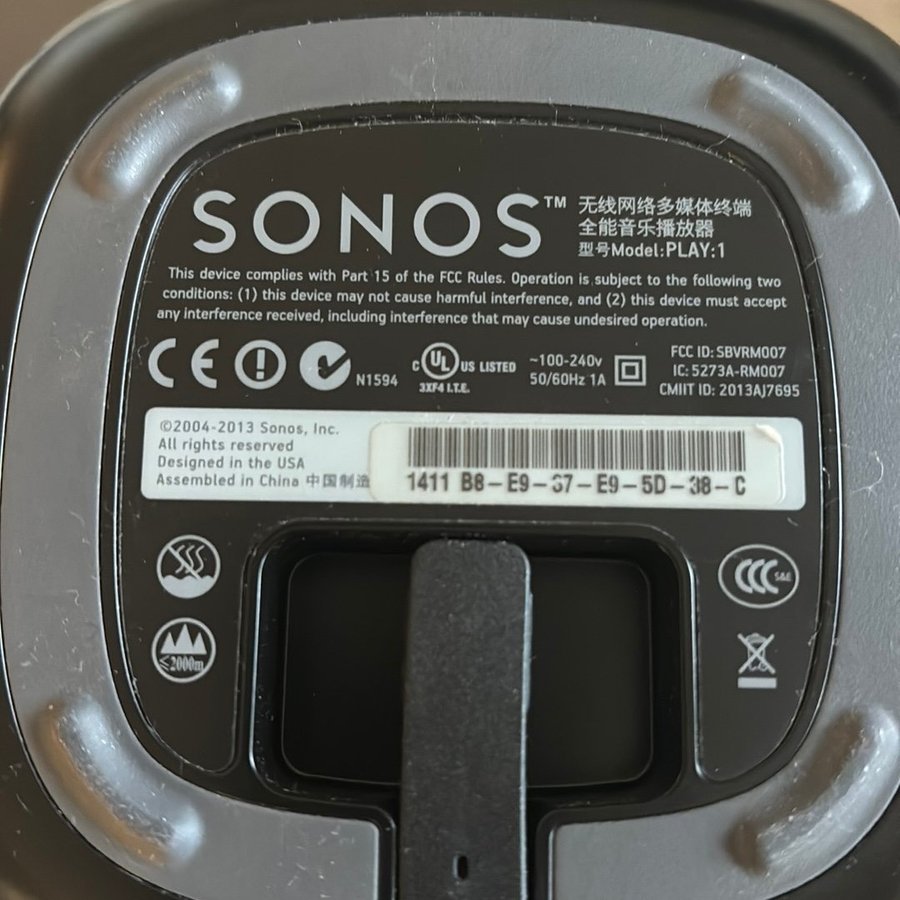 SONOS™
无线网络多媒体终端
全能音乐播放器
型号Model:PLAY:1
This device complies with Part 15 of the FCC Rules. Operation is subject to the following two
conditions: (1) this device may not cause harmful interference, and (2) this device must accept
any interference received, including interference that may cause undesired operation.
CE
N1594
C UL US LISTED
3XF4 I.T.E.
~100-240v
50/60Hz 1A
FCC ID: SBVRM007
IC: 5273A-RM007
CMIIT ID: 2013AJ7695
©2004-2013 Sonos, Inc.
All rights reserved
Designed in the USA
Assembled in China 中国制造
1411 B8-E9-37-E9-5D-38-C
CCC S&E
≤2000m